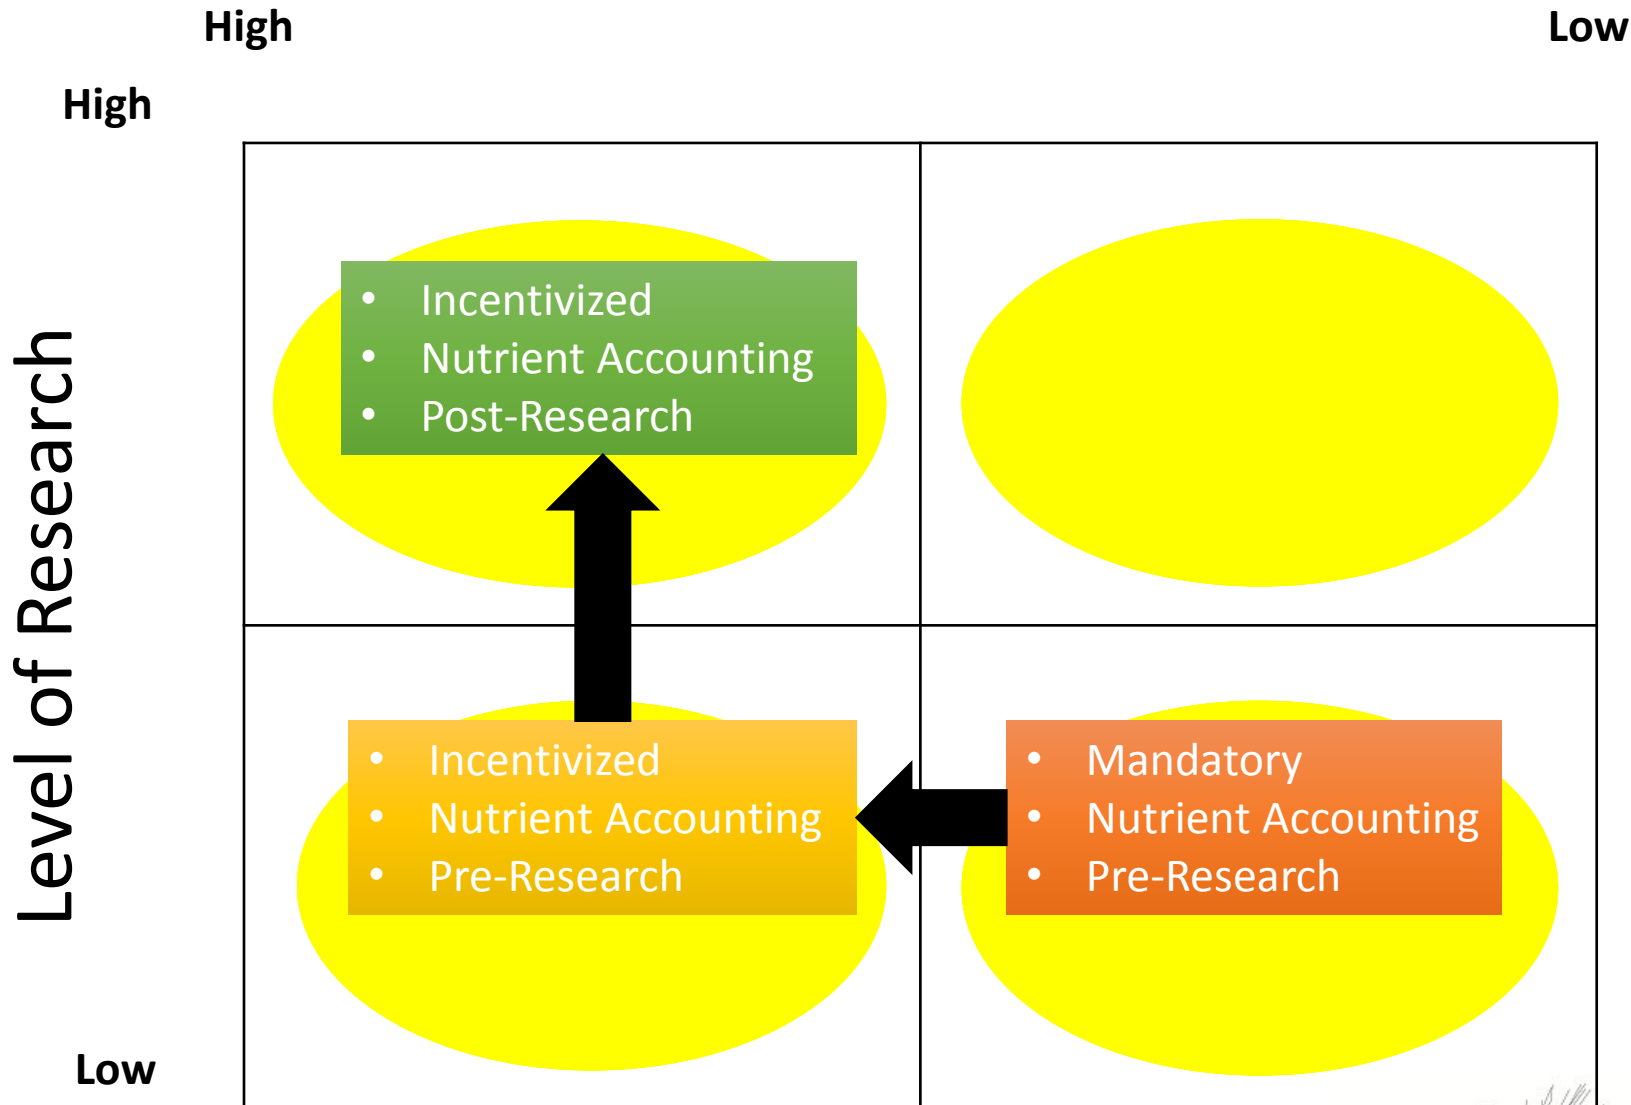 High
Low
High
Level of Research
• Incentivized
• Nutrient Accounting
• Post-Research
• Incentivized
• Nutrient Accounting
• Pre-Research
• Mandatory
• Nutrient Accounting
• Pre-Research
Low